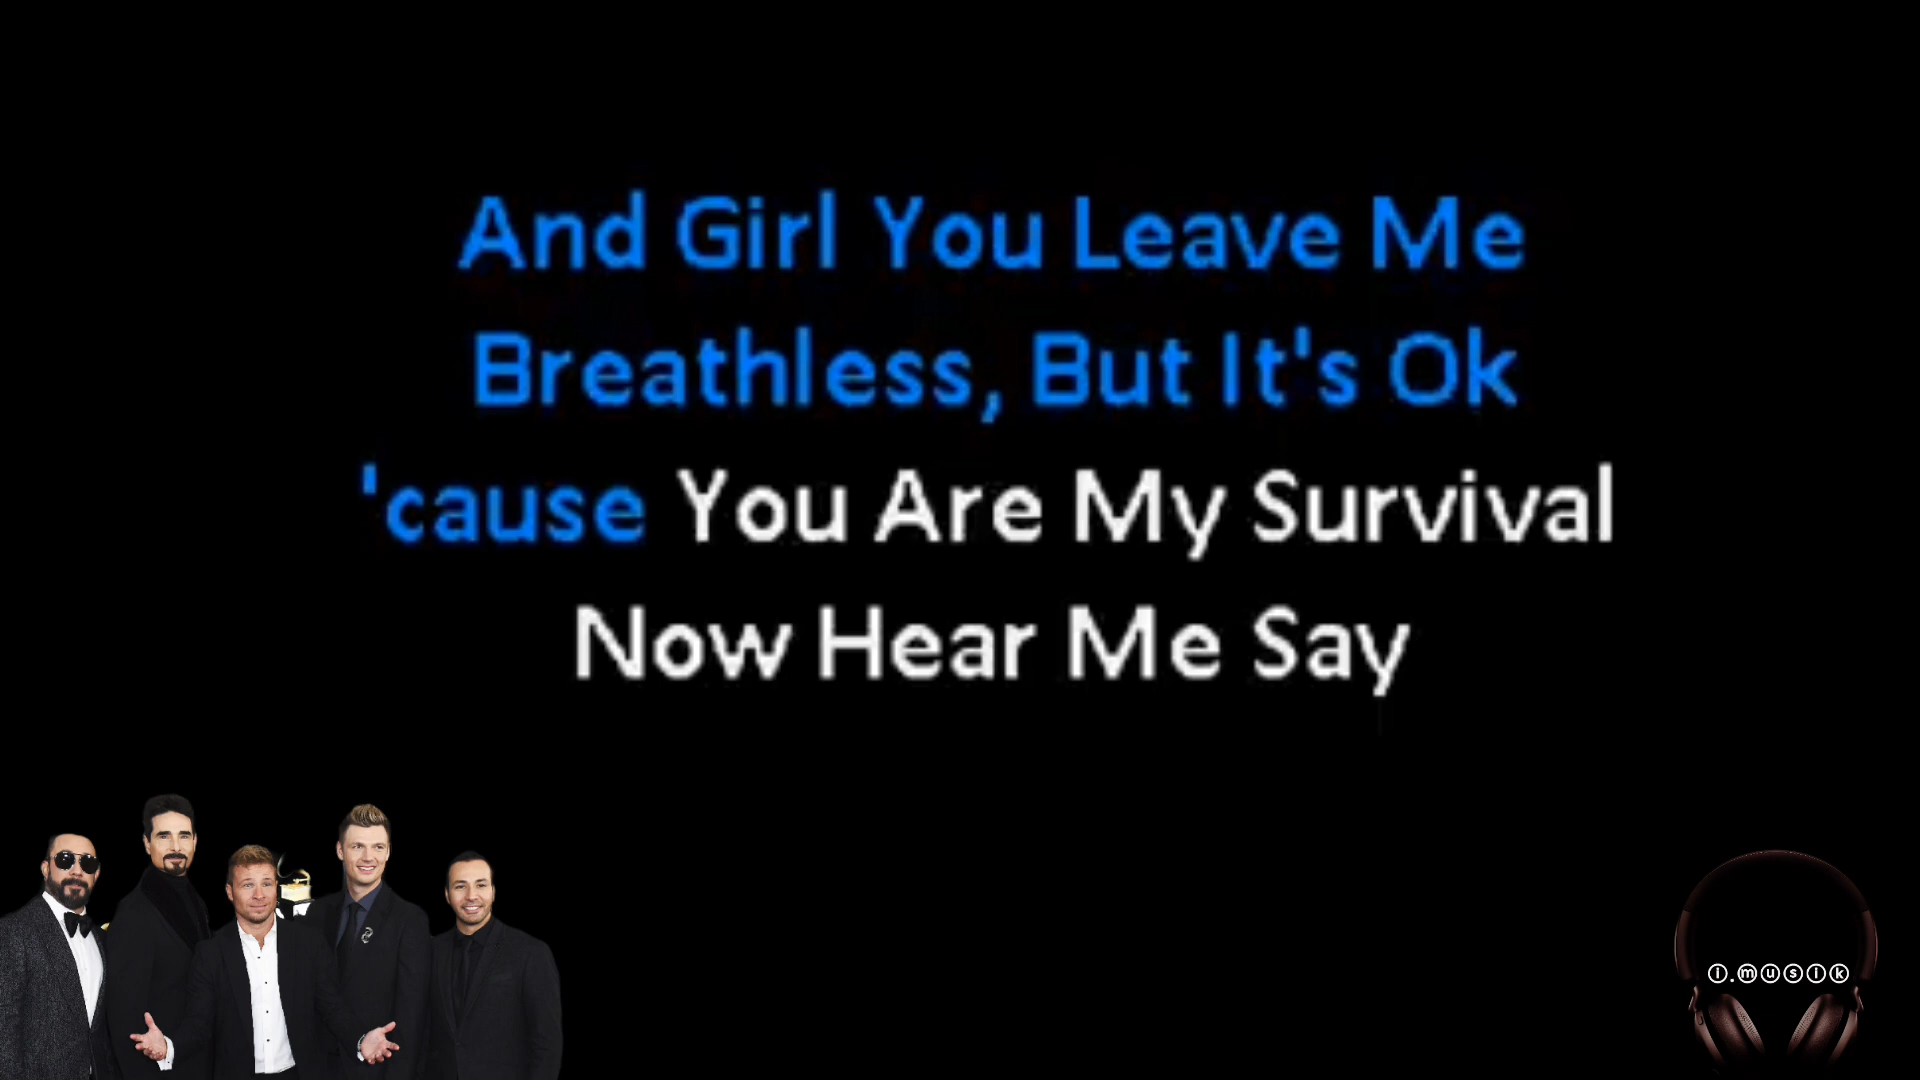 And Girl You Leave Me
Breathless, But It's Ok
'cause You Are My Survival
Now Hear Me Say
i.musik